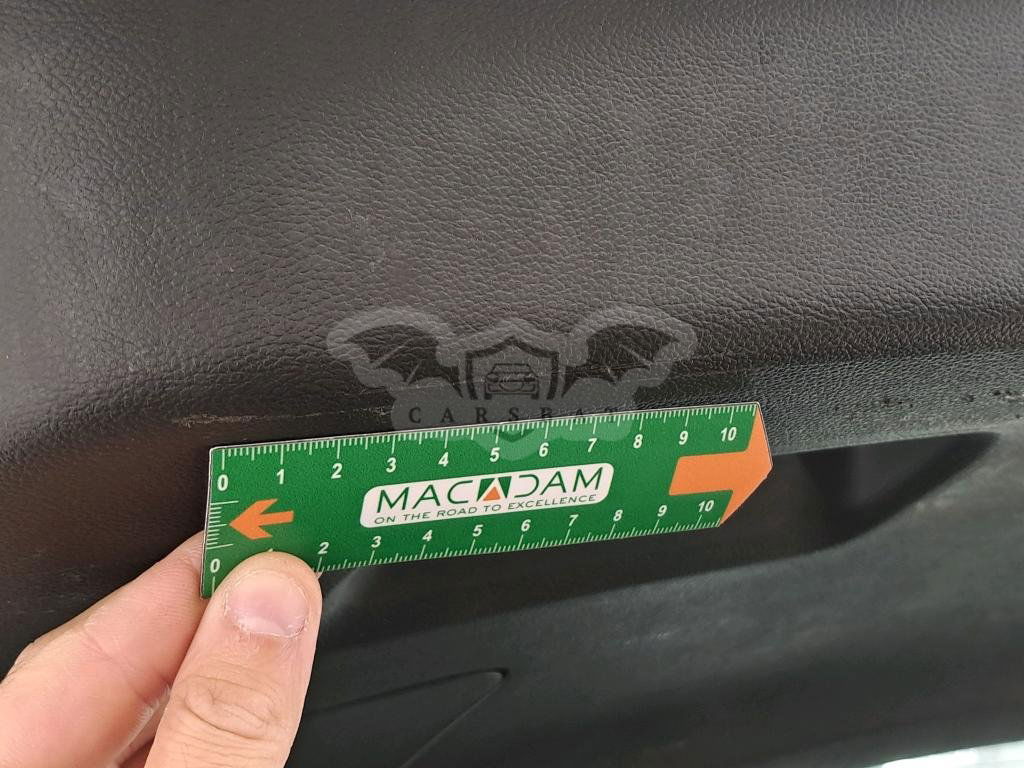 CARSBAT
0 1 2 3 4 5 6 7 8 9 10
MACADAM
ON THE ROAD TO EXCELLENCE
0 2 3 4 5 6 7 8 9 10